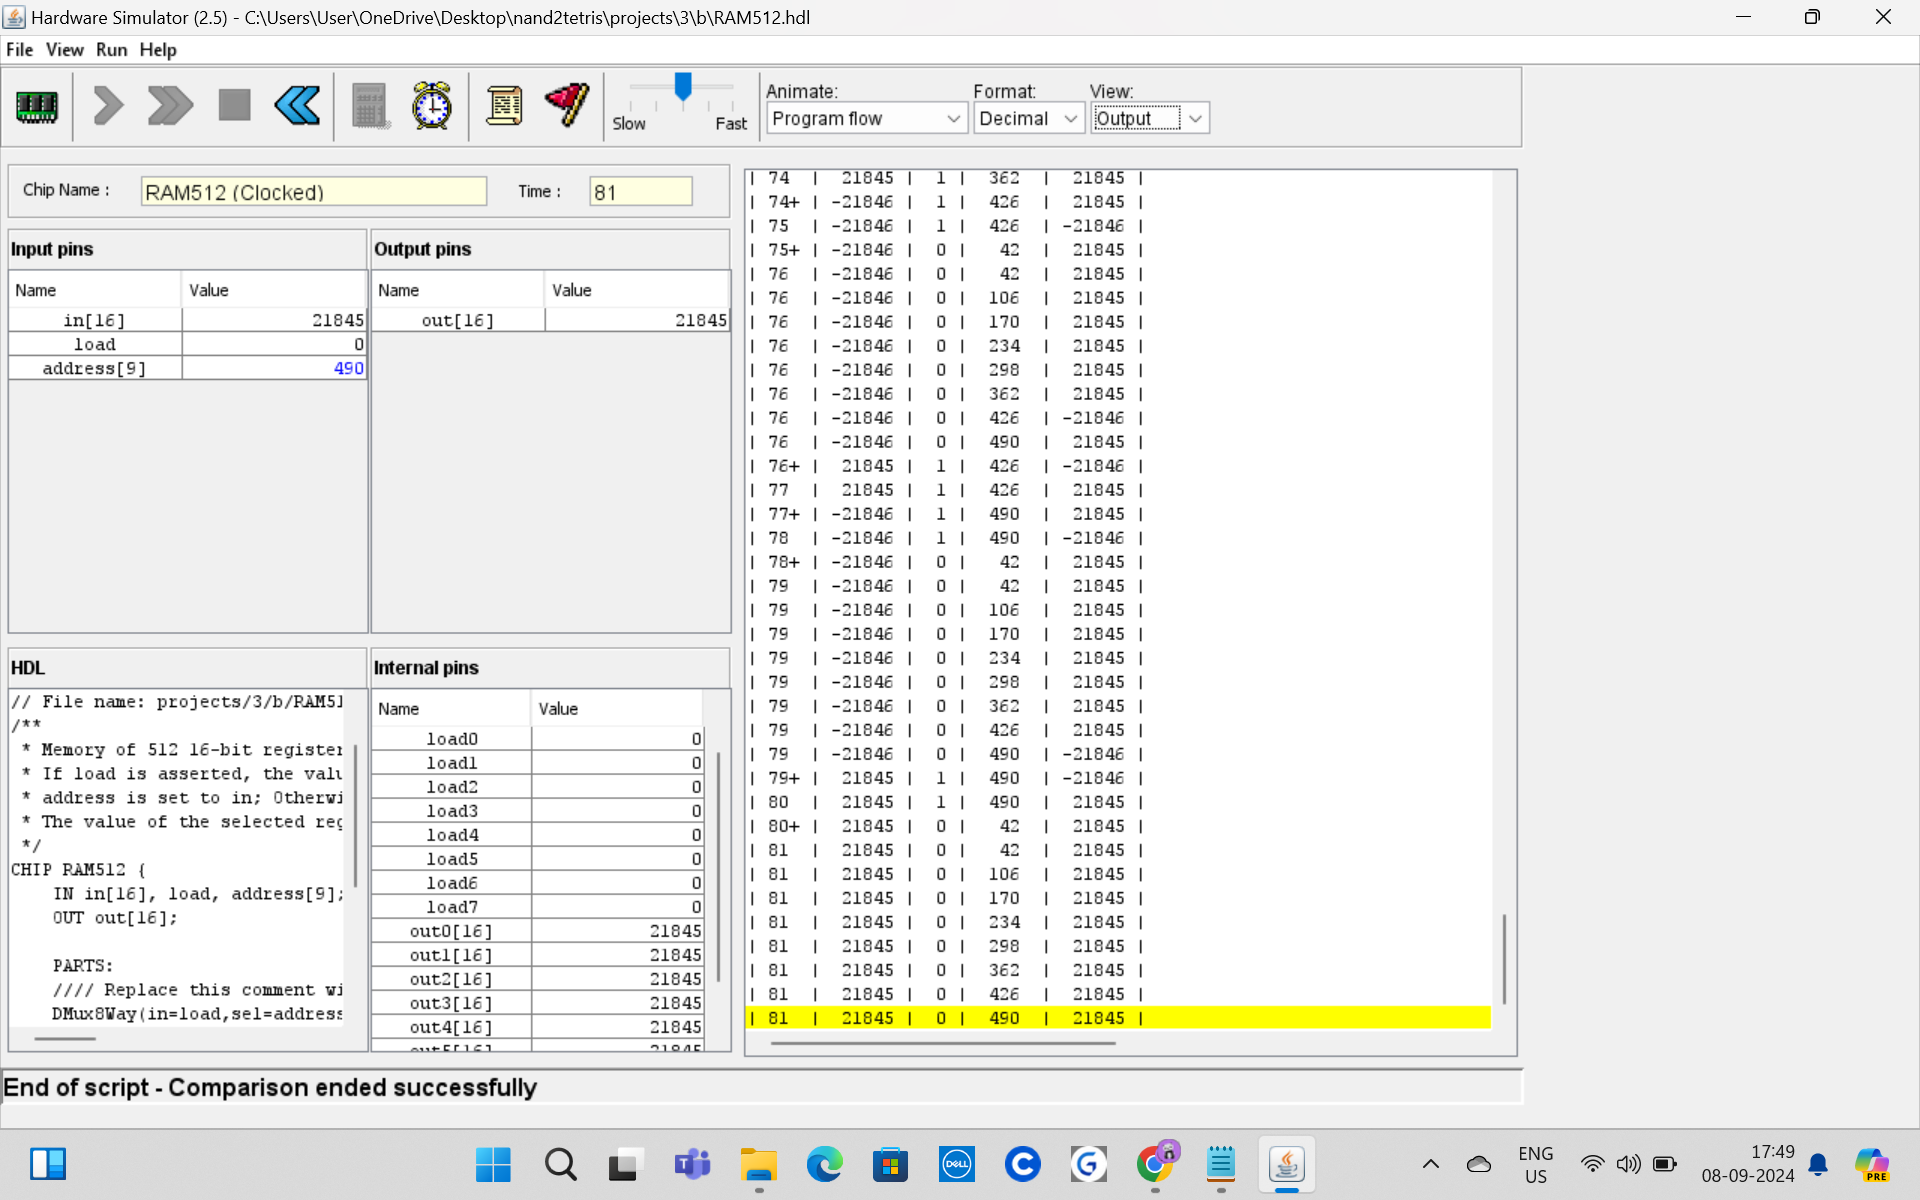 Hardware Simulator (2.5) - C:\Users\User\OneDrive\Desktop\nand2tetris\projects\3\b\RAM512.hdl
File View Run Help
Slow Fast
Animate: Format: View:
Program flow Decimal Output
Chip Name : RAM512 (Clocked) Time : 81
Input pins
Name Value
in[16] 21845
load 0
address[9] 490
Output pins
Name Value
out[16] 21845
HDL
// File name: projects/3/b/RAM51
/**
* Memory of 512 16-bit register
* If load is asserted, the valu
* address is set to in; Otherwi
* The value of the selected reg
*/
CHIP RAM512 {
IN in[16], load, address[9];
OUT out[16];
PARTS:
//// Replace this comment wi
DMux8Way(in=load,sel=address
Internal pins
Name Value
load0 0
load1 0
load2 0
load3 0
load4 0
load5 0
load6 0
load7 0
out0[16] 21845
out1[16] 21845
out2[16] 21845
out3[16] 21845
out4[16] 21845
out5[16] 21845
| 74 | 21845 | 1 | 362 | 21845 |
| 74+ | -21846 | 1 | 426 | 21845 |
| 75 | -21846 | 1 | 426 | -21846 |
| 75+ | -21846 | 0 | 42 | 21845 |
| 76 | -21846 | 0 | 42 | 21845 |
| 76 | -21846 | 0 | 106 | 21845 |
| 76 | -21846 | 0 | 170 | 21845 |
| 76 | -21846 | 0 | 234 | 21845 |
| 76 | -21846 | 0 | 298 | 21845 |
| 76 | -21846 | 0 | 362 | 21845 |
| 76 | -21846 | 0 | 426 | -21846 |
| 76 | -21846 | 0 | 490 | 21845 |
| 76+ | 21845 | 1 | 426 | -21846 |
| 77 | 21845 | 1 | 426 | 21845 |
| 77+ | -21846 | 1 | 490 | 21845 |
| 78 | -21846 | 1 | 490 | -21846 |
| 78+ | -21846 | 0 | 42 | 21845 |
| 79 | -21846 | 0 | 42 | 21845 |
| 79 | -21846 | 0 | 106 | 21845 |
| 79 | -21846 | 0 | 170 | 21845 |
| 79 | -21846 | 0 | 234 | 21845 |
| 79 | -21846 | 0 | 298 | 21845 |
| 79 | -21846 | 0 | 362 | 21845 |
| 79 | -21846 | 0 | 426 | 21845 |
| 79 | -21846 | 0 | 490 | -21846 |
| 79+ | 21845 | 1 | 490 | -21846 |
| 80 | 21845 | 1 | 490 | 21845 |
| 80+ | 21845 | 0 | 42 | 21845 |
| 81 | 21845 | 0 | 42 | 21845 |
| 81 | 21845 | 0 | 106 | 21845 |
| 81 | 21845 | 0 | 170 | 21845 |
| 81 | 21845 | 0 | 234 | 21845 |
| 81 | 21845 | 0 | 298 | 21845 |
| 81 | 21845 | 0 | 362 | 21845 |
| 81 | 21845 | 0 | 426 | 21845 |
| 81 | 21845 | 0 | 490 | 21845 |
End of script - Comparison ended successfully
DELL
ENG
US
17:49
08-09-2024
PRE